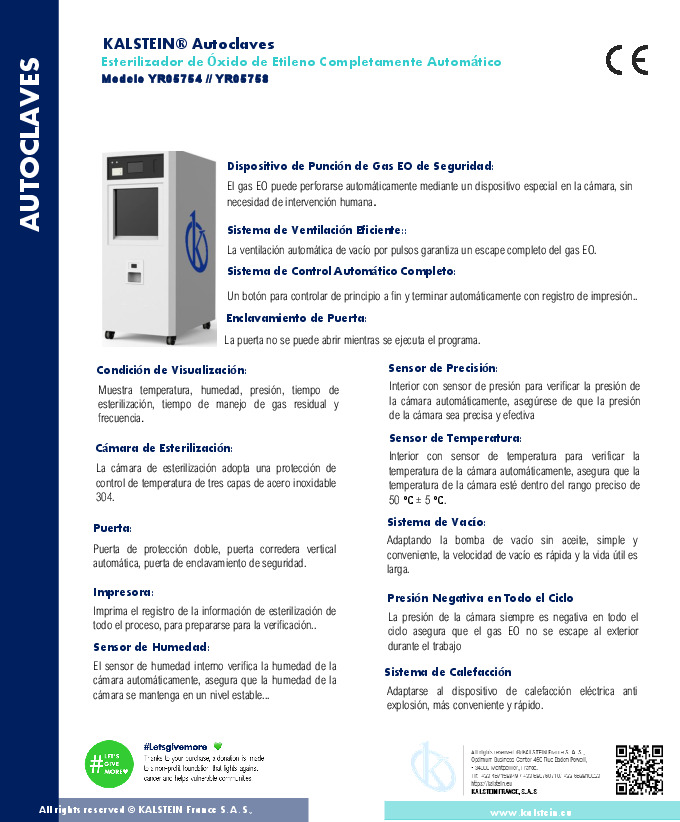 AUTOCLAVES
KALSTEIN® Autoclaves
Esterilizador de Óxido de Etileno Completamente Automático
Modelo YR05754 // YR05758
CE
Dispositivo de Punción de Gas EO de Seguridad:
El gas EO puede perforarse automáticamente mediante un dispositivo especial en la cámara, sin
necesidad de intervención humana.
Sistema de Ventilación Eficiente::
La ventilación automática de vacío por pulsos garantiza un escape completo del gas EO.
Sistema de Control Automático Completo:
Un botón para controlar de principio a fin y terminar automáticamente con registro de impresión..
Enclavamiento de Puerta:
La puerta no se puede abrir mientras se ejecuta el programa.
Condición de Visualización:
Muestra temperatura, humedad, presión, tiempo de
esterilización, tiempo de manejo de gas residual y
frecuencia.
Cámara de Esterilización:
La cámara de esterilización adopta una protección de
control de temperatura de tres capas de acero inoxidable
304.
Puerta:
Puerta de protección doble, puerta corredera vertical
automática, puerta de enclavamiento de seguridad.
Impresora:
Imprima el registro de la información de esterilización de
todo el proceso, para prepararse para la verificación..
Sensor de Humedad:
El sensor de humedad interno verifica la humedad de la
cámara automáticamente, asegura que la humedad de la
cámara se mantenga en un nivel estable...
Sensor de Precisión:
Interior con sensor de presión para verificar la presión de
la cámara automáticamente, asegúrese de que la presión
de la cámara sea precisa y efectiva
Sensor de Temperatura:
Interior con sensor de temperatura para verificar la
temperatura de la cámara automáticamente, asegura que la
temperatura de la cámara esté dentro del rango preciso de
50 °C ± 5 °C.
Sistema de Vacío:
Adaptando la bomba de vacío sin aceite, simple y
conveniente, la velocidad de vacío es rápida y la vida útil es
larga.
Presión Negativa en Todo el Ciclo
La presión de la cámara siempre es negativa en todo el
ciclo asegura que el gas EO no se escape al exterior
durante el trabajo
Sistema de Calefacción
Adaptarse al dispositivo de calefacción eléctrica anti
explosión, más conveniente y rápido.
# LET'S
GIVE
MORE
#Letsgivemore
Thanks to your purchase, a donation is made
to a non-profit foundation that fights against
cancer and helps vulnerable communities
All rights reserved ® KALSTEIN France S. A. S.,
Optimum Business Center 450 Rue Baden Powell,
34000 Montpellier, France,
https://kalstein.eu
KALSTEIN FRANCE, S.A.S
All rights reserved © KALSTEIN France S. A. S.,
www.kalstein.eu